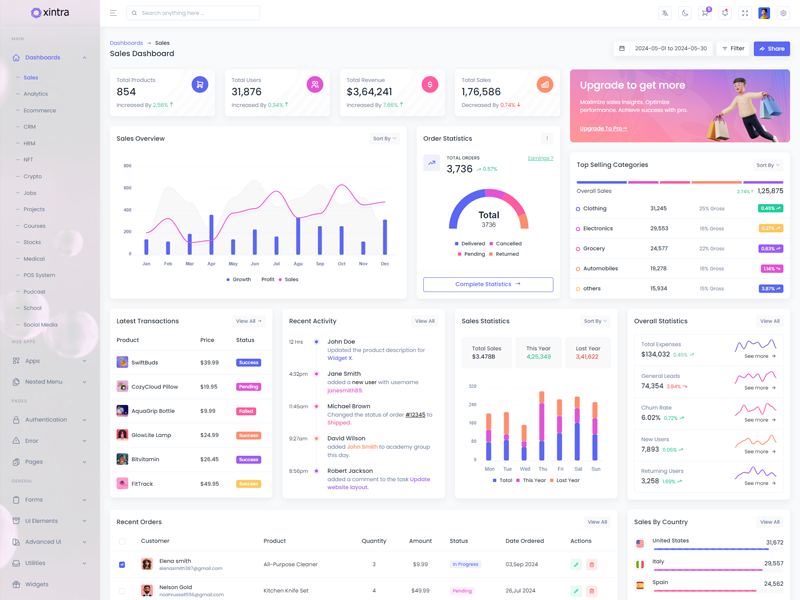 xintra
Search anything here ...
5
MAIN
Dashboards
Sales
Analytics
Ecommerce
CRM
HRM
NFT
Crypto
Jobs
Projects
Courses
Stocks
Medical
POS System
Podcast
School
Social Media
WEB APPS
Apps
Nested Menu
PAGES
Authentication
Error
Pages
GENERAL
Forms
UI Elements
Advanced UI
Utilities
Widgets
Dashboards → Sales
Sales Dashboard
2024-05-01 to 2024-05-30
Filter
Share
Total Products
854
Increased By 2.56% ↑
Total Users
31,876
Increased By 0.34% ↑
Total Revenue
$3,64,241
Increased By 7.66% ↑
Total Sales
1,76,586
Decreased By 0.74% ↓
Upgrade to get more
Maximize sales insights. Optimize
performance. Achieve success with pro.
Upgrade To Pro →
Sales Overview
Sort By
800
600
400
200
0
Jan Feb Mar Apr May Jun Jul Agu Sep Oct Nov Dec
Growth Profit Sales
Order Statistics
TOTAL ORDERS
3,736 0.57%
Earnings ?
Total
3736
Delivered Cancelled
Pending Returned
Complete Statistics →
Top Selling Categories
Sort By
Overall Sales
2.74% 1,25,875
Clothing 31,245 25% Gross 0.45%
Electronics 29,553 16% Gross 0.27%
Grocery 24,577 22% Gross 0.63%
Automobiles 19,278 18% Gross 1.14%
others 15,934 15% Gross 3.87%
Latest Transactions
View All →
Product Price Status
SwiftBuds $39.99 Success
CozyCloud Pillow $19.95 Pending
AquaGrip Bottle $9.99 Failed
GlowLite Lamp $24.99 Success
Bitvitamin $26.45 Success
FitTrack $49.95 Success
Recent Activity
View All
12 Hrs
John Doe
Updated the product description for
Widget X.
4:32pm
Jane Smith
added a new user with username
janesmith89.
11:45am
Michael Brown
Changed the status of order #12345 to
Shipped.
9:27am
David Wilson
added John Smith to academy group
this day.
8:56pm
Robert Jackson
added a comment to the task Update
website layout.
Sales Statistics
Sort By
Total Sales
$3.478B
This Year
4,25,349
Last Year
3,41,622
320
240
160
80
0
Mon Tue Wed Thu Fri Sat Sun
Total This Year Last Year
Overall Statistics
View All
Total Expenses
$134,032 0.45%
See more →
General Leads
74,354 3.84%
See more →
Churn Rate
6.02% 0.72%
See more →
New Users
7,893 11.05%
See more →
Returning Users
3,258 1.69%
See more →
Recent Orders
View All
Customer Product Quantity Amount Status Date Ordered Actions
Elena smith
elenasmith387@gmail.com
All-Purpose Cleaner 3 $9.99 In Progress 03,Sep 2024
Nelson Gold
noahrussell556@gmail.com
Kitchen Knife Set 4 $49.99 Pending 26,Jul 2024
Sales By Country
View All
United States 31,672
Italy 29,557
Spain 24,562